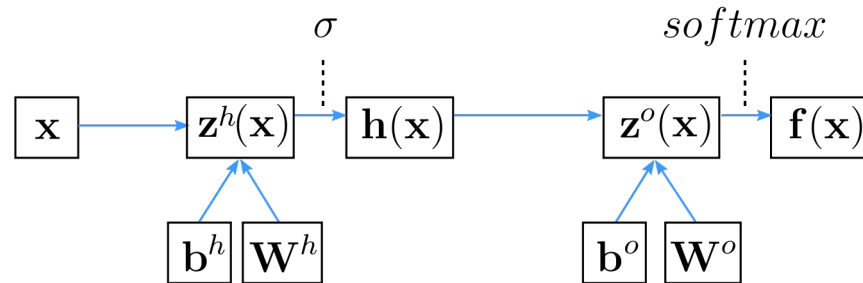 σ softmax
x z^h(x) h(x) z^o(x) f(x)
b^h W^h b^o W^o